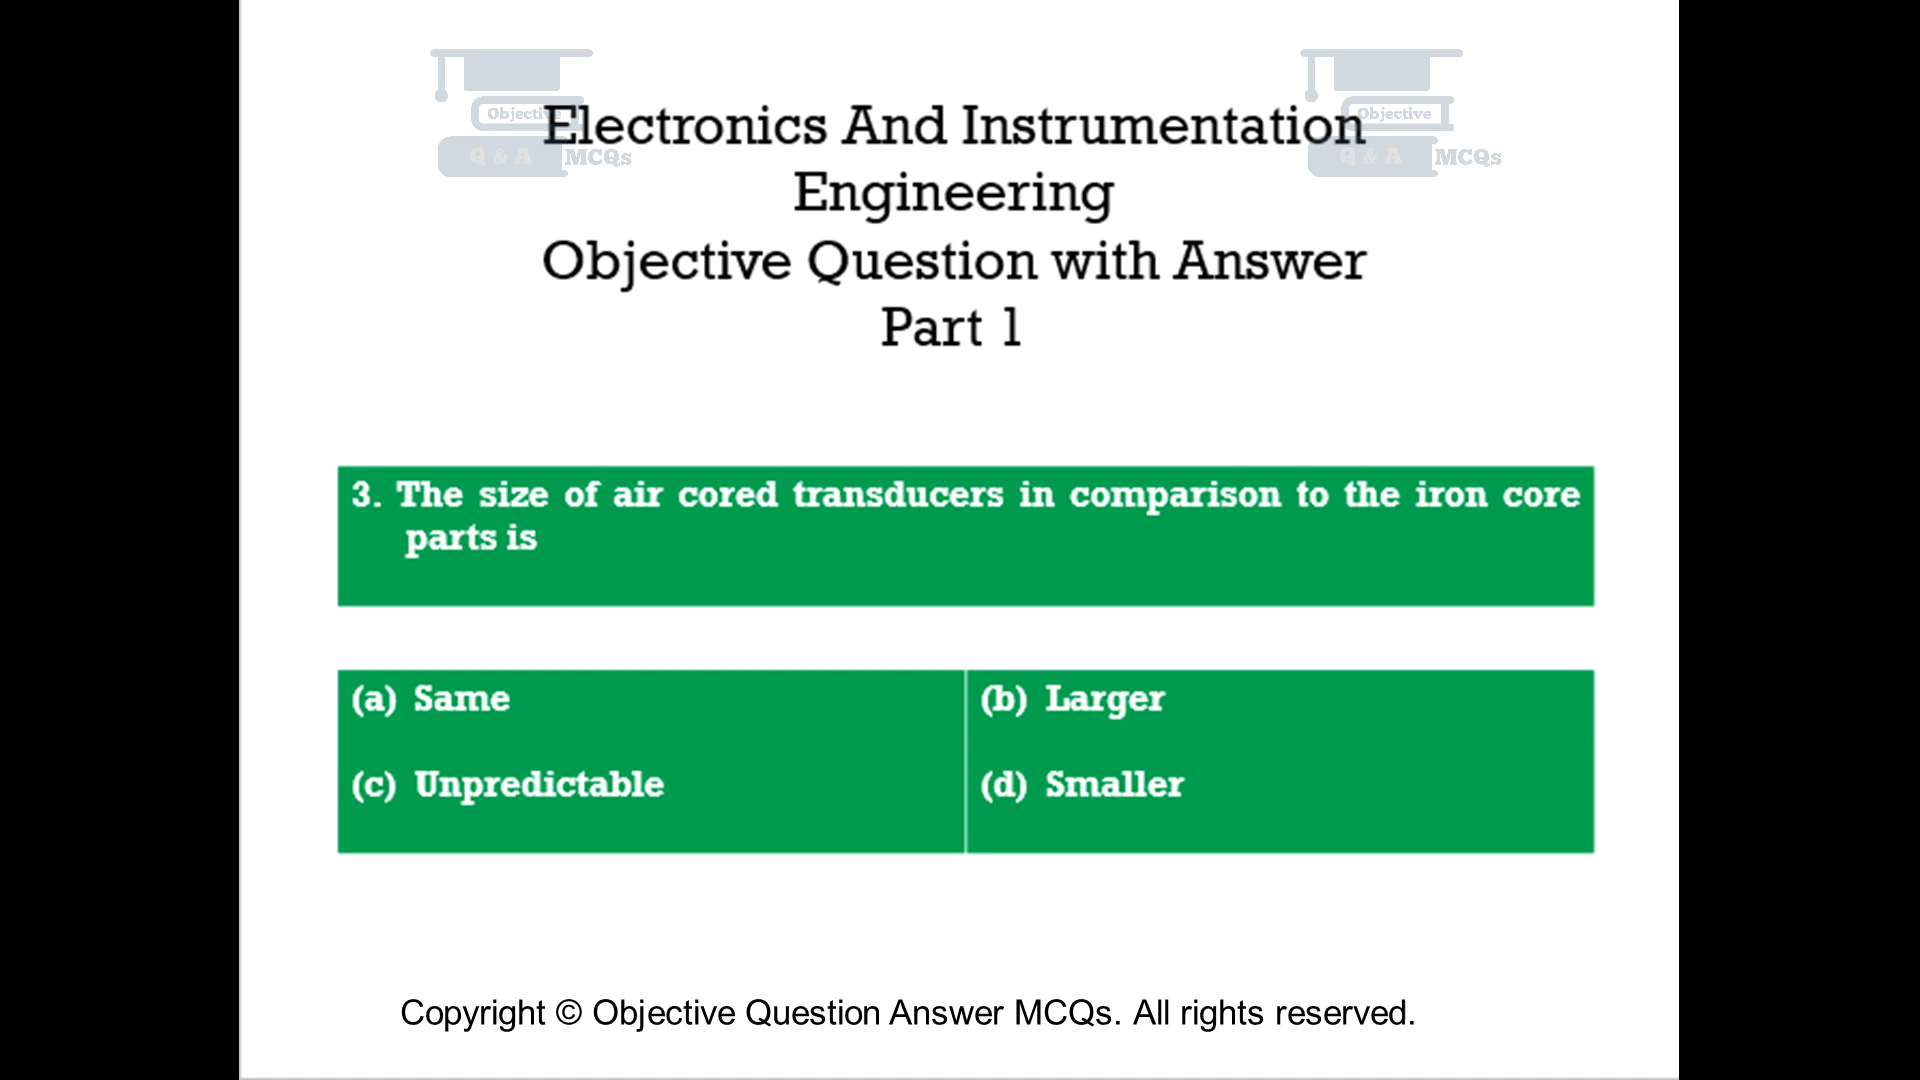 Objective
Q & A MCQs
Objective
Q & A MCQs
Electronics And Instrumentation
Engineering
Objective Question with Answer
Part 1
3. The size of air cored transducers in comparison to the iron core
parts is
(a) Same
(b) Larger
(c) Unpredictable
(d) Smaller
Copyright © Objective Question Answer MCQs. All rights reserved.